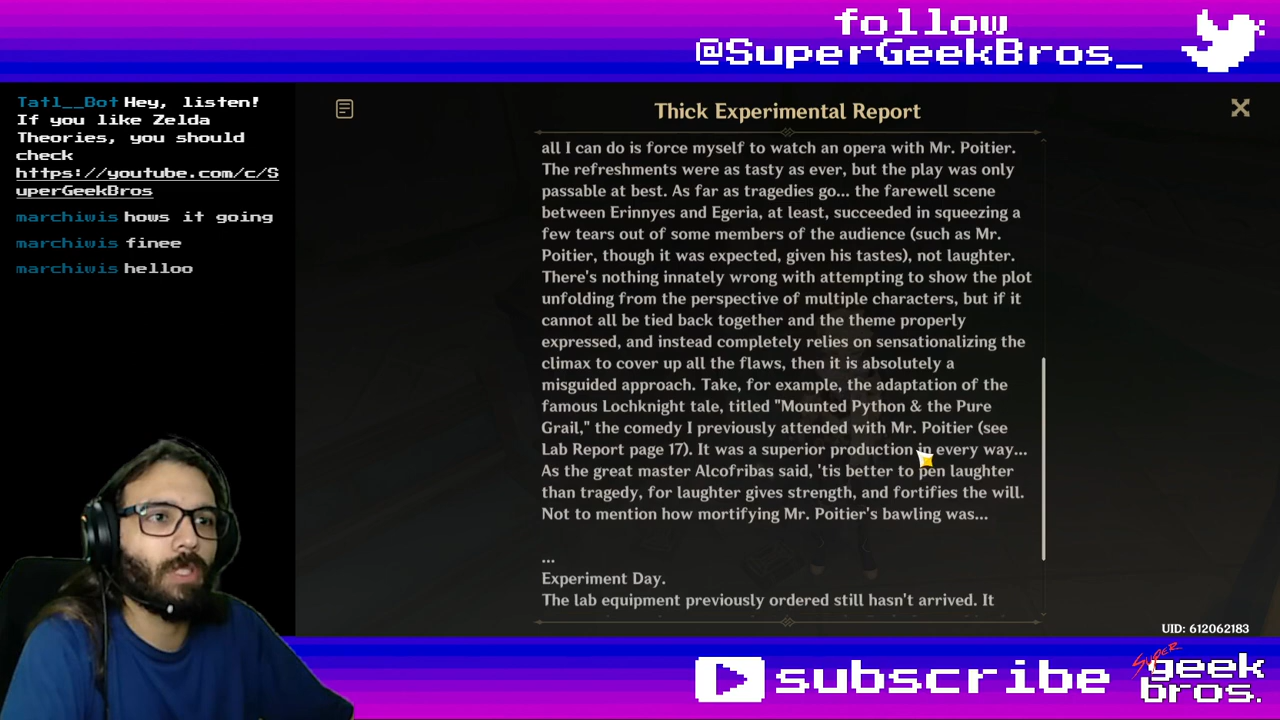 follow
@SuperGeekBros_
Tatl__Bot Hey, listen!
If you like Zelda
Theories, you should
check
https://youtube.com/c/S
uperGeekBros
marchiwis hows it going
marchiwis finee
marchiwis helloo
Thick Experimental Report
all I can do is force myself to watch an opera with Mr. Poitier.
The refreshments were as tasty as ever, but the play was only
passable at best. As far as tragedies go... the farewell scene
between Erinnyes and Egeria, at least, succeeded in squeezing a
few tears out of some members of the audience (such as Mr.
Poitier, though it was expected, given his tastes), not laughter.
There's nothing innately wrong with attempting to show the plot
unfolding from the perspective of multiple characters, but if it
cannot all be tied back together and the theme properly
expressed, and instead completely relies on sensationalizing the
climax to cover up all the flaws, then it is absolutely a
misguided approach. Take, for example, the adaptation of the
famous Lochknight tale, titled "Mounted Python & the Pure
Grail," the comedy I previously attended with Mr. Poitier (see
Lab Report page 17). It was a superior production in every way...
As the great master Alcofribas said, 'tis better to pen laughter
than tragedy, for laughter gives strength, and fortifies the will.
Not to mention how mortifying Mr. Poitier's bawling was...
...
Experiment Day.
The lab equipment previously ordered still hasn't arrived. It
UID: 612062183
subscribe
SUPER
geek
bros.